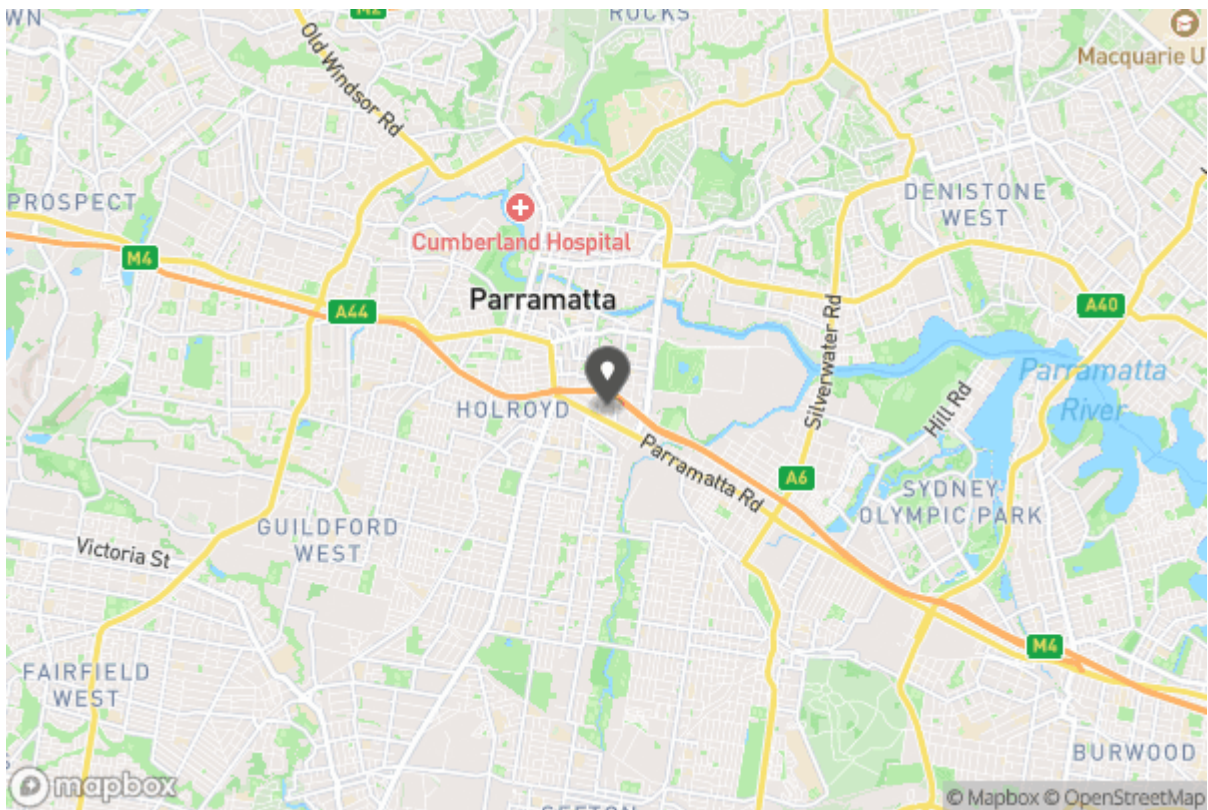 WN
M2
ROCKS
Macquarie U
Old Windsor Rd
PROSPECT
DENISTONE
WEST
Cumberland Hospital
M4
Parramatta
A44
A40
Silverwater Rd
Parramatta
River
Hill Rd
HOLROYD
Parramatta Rd
A6
SYDNEY
OLYMPIC PARK
GUILDFORD
WEST
Victoria St
M4
FAIRFIELD
WEST
BURWOOD
mapbox
© Mapbox © OpenStreetMap